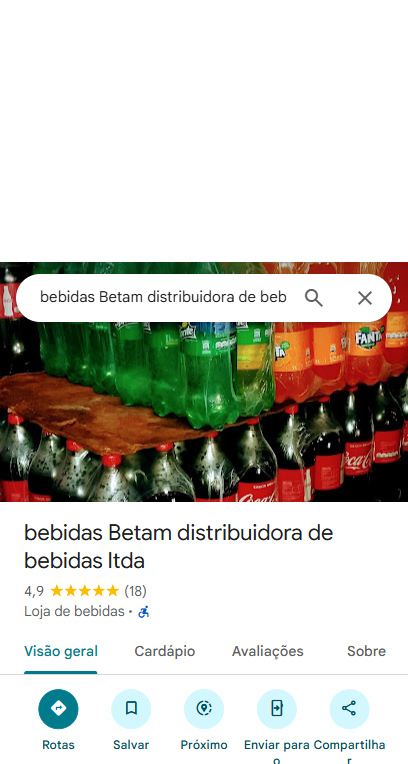 bebidas Betam distribuidora de beb
FANTA
Coca-Cola
bebidas Betam distribuidora de
bebidas ltda
4,9 (18)
Loja de bebidas •
Visão geral Cardápio Avaliações Sobre
Rotas Salvar Próximo Enviar para
o Compartilha
r